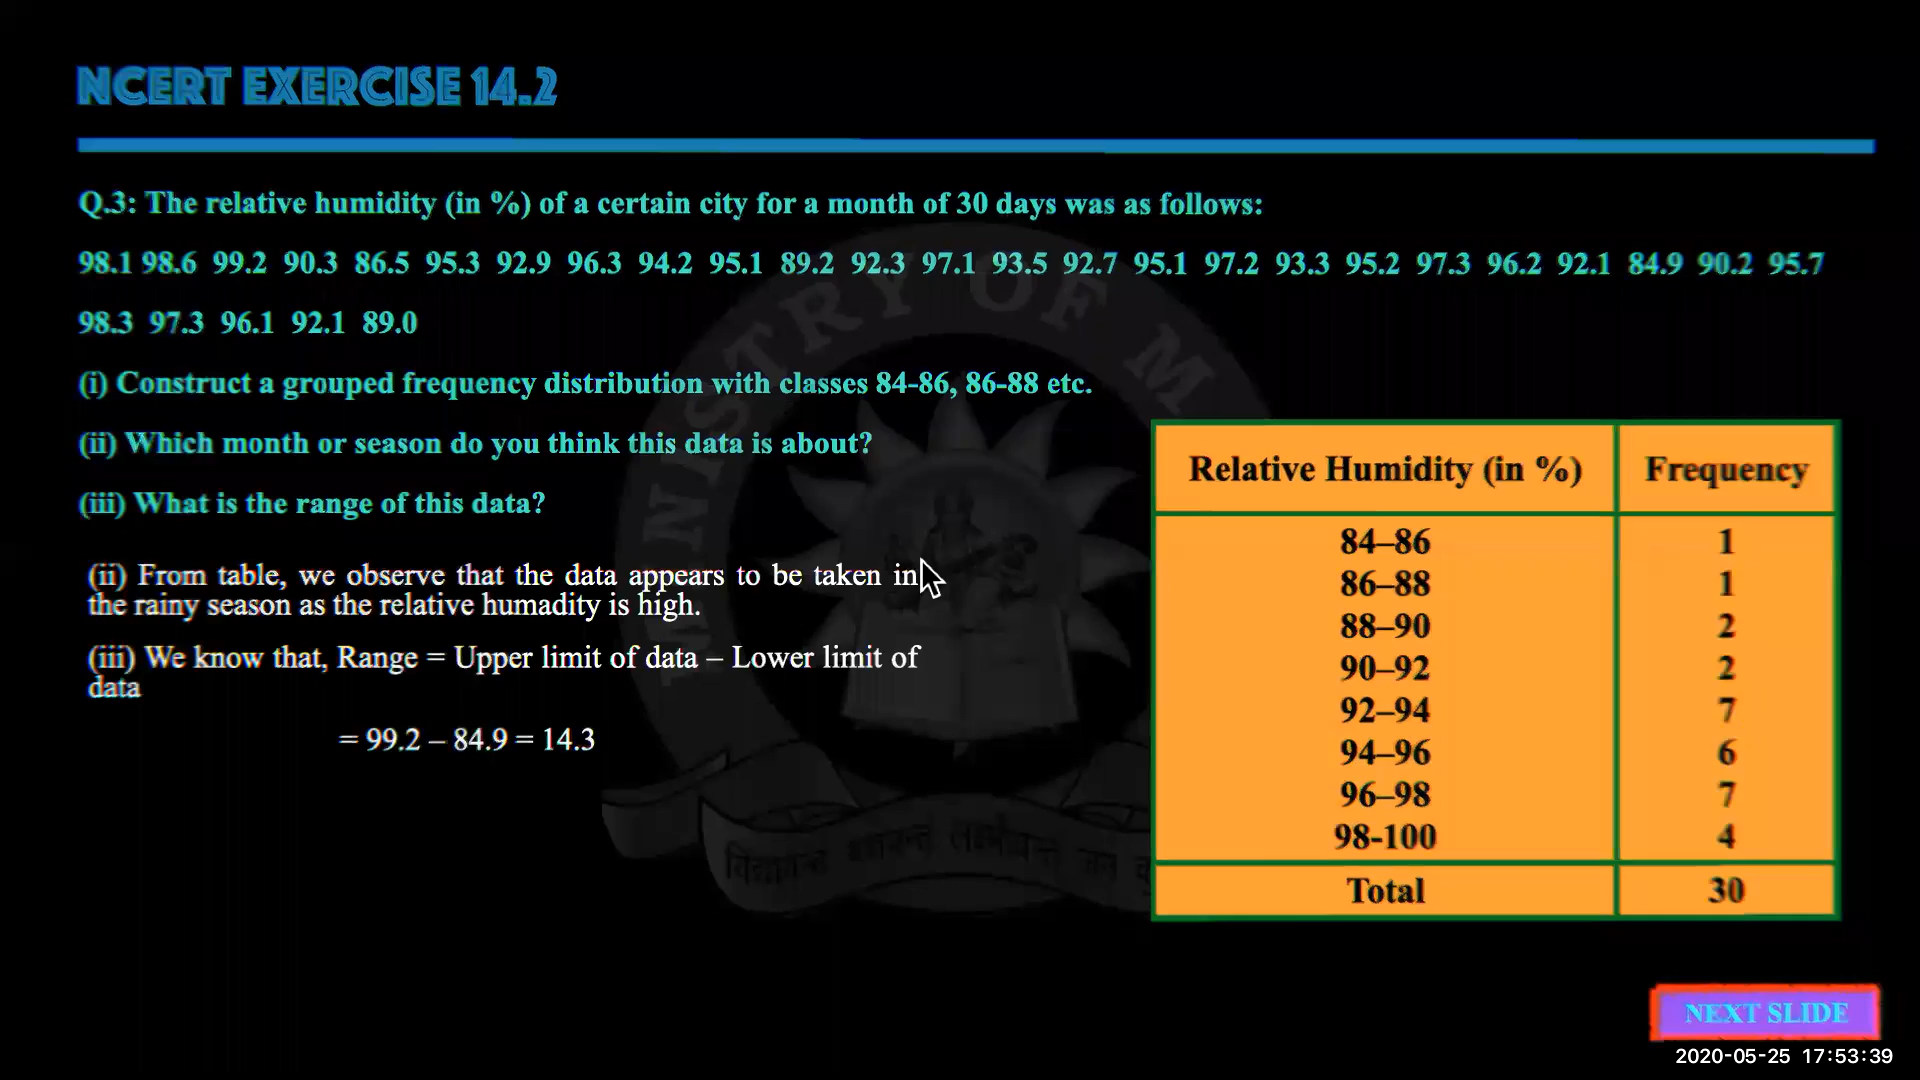 NCERT EXERCISE 14.2
Q.3: The relative humidity (in %) of a certain city for a month of 30 days was as follows:
98.1 98.6 99.2 90.3 86.5 95.3 92.9 96.3 94.2 95.1 89.2 92.3 97.1 93.5 92.7 95.1 97.2 93.3 95.2 97.3 96.2 92.1 84.9 90.2 95.7
98.3 97.3 96.1 92.1 89.0
(i) Construct a grouped frequency distribution with classes 84-86, 86-88 etc.
(ii) Which month or season do you think this data is about?
(iii) What is the range of this data?
(ii) From table, we observe that the data appears to be taken in
the rainy season as the relative humadity is high.
(iii) We know that, Range = Upper limit of data – Lower limit of
data
= 99.2 – 84.9 = 14.3
Relative Humidity (in %) Frequency
84–86 1
86–88 1
88–90 2
90–92 2
92–94 7
94–96 6
96–98 7
98-100 4
Total 30
MINISTRY OF M
NEXT SLIDE
2020-05-25 17:53:39